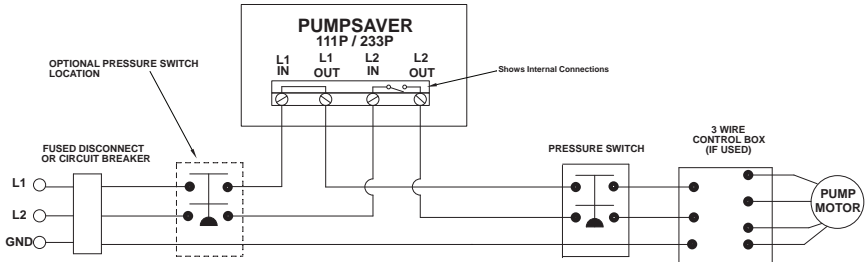 PUMPSAVER
111P / 233P
L1 L1 L2 L2
IN OUT IN OUT
Shows Internal Connections
OPTIONAL PRESSURE SWITCH
LOCATION
FUSED DISCONNECT
OR CIRCUIT BREAKER
PRESSURE SWITCH
3 WIRE
CONTROL BOX
(IF USED)
L1
L2
GND
PUMP
MOTOR